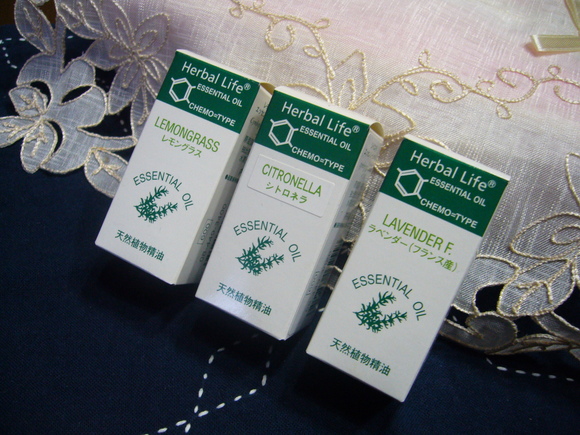 Herbal Life®
ESSENTIAL OIL
CHEMO=TYPE
LEMONGRASS
レモングラス
ESSENTIAL OIL
天然植物精油
Herbal Life®
ESSENTIAL OIL
CHEMO=TYPE
CITRONELLA
シトロネラ
ESSENTIAL OIL
天然植物精油
Herbal Life®
ESSENTIAL OIL
CHEMO=TYPE
LAVENDER F.
ラベンダー(フランス産)
ESSENTIAL OIL
天然植物精油